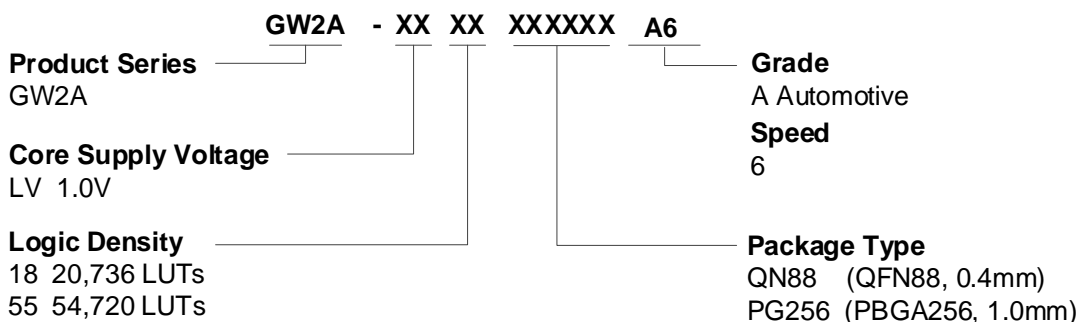 GW2A - XX XX XXXXXX A6
Product Series
GW2A
Core Supply Voltage
LV 1.0V
Logic Density
18 20,736 LUTs
55 54,720 LUTs
Grade
A Automotive
Speed
6
Package Type
QN88 (QFN88, 0.4mm)
PG256 (PBGA256, 1.0mm)